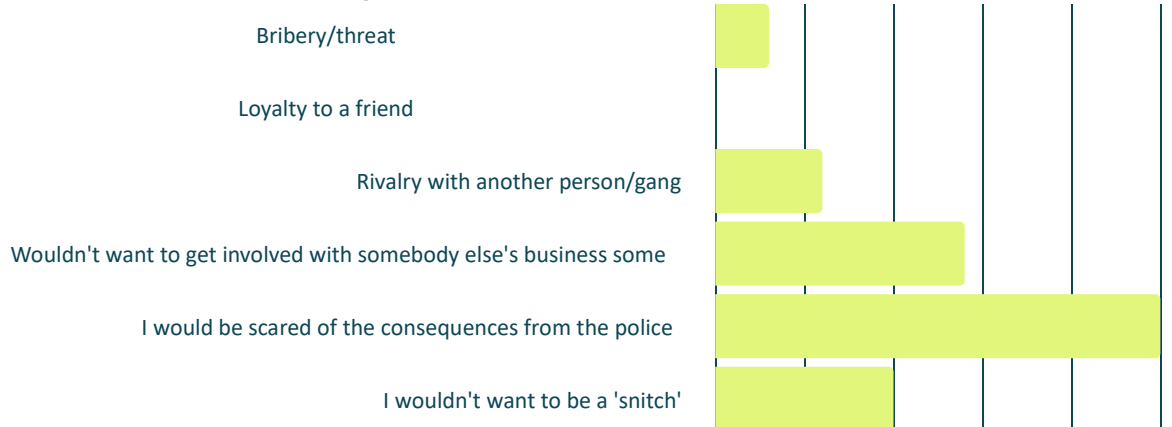 Bribery/threat
Loyalty to a friend
Rivalry with another person/gang
Wouldn't want to get involved with somebody else's business some
I would be scared of the consequences from the police
I wouldn't want to be a 'snitch'